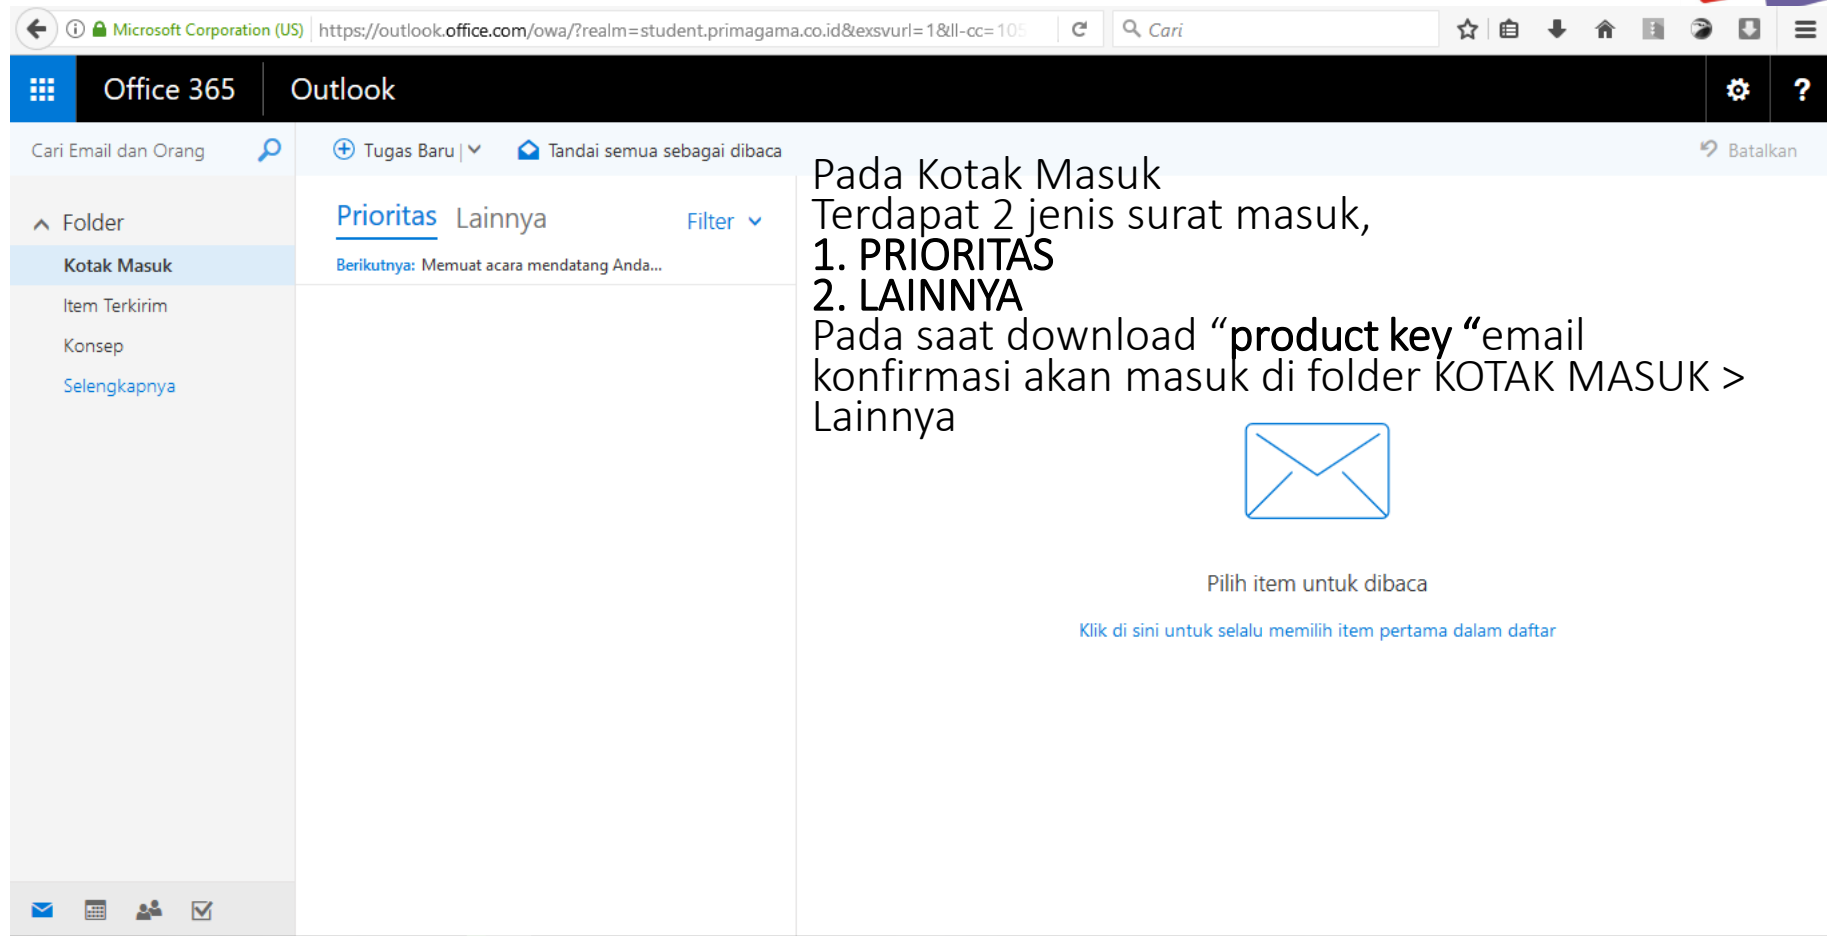 Microsoft Corporation (US) https://outlook.office.com/owa/?realm=student.primagama.co.id&exsvurl=1&ll-cc=105 Cari
Office 365 Outlook ?
Cari Email dan Orang Tugas Baru Tandai semua sebagai dibaca Batalkan
Folder
Kotak Masuk
Item Terkirim
Konsep
Selengkapnya
Prioritas Lainnya Filter
Berikutnya: Memuat acara mendatang Anda...
Pada Kotak Masuk
Terdapat 2 jenis surat masuk,
1. PRIORITAS
2. LAINNYA
Pada saat download “product key “email
konfirmasi akan masuk di folder KOTAK MASUK >
Lainnya
Pilih item untuk dibaca
Klik di sini untuk selalu memilih item pertama dalam daftar